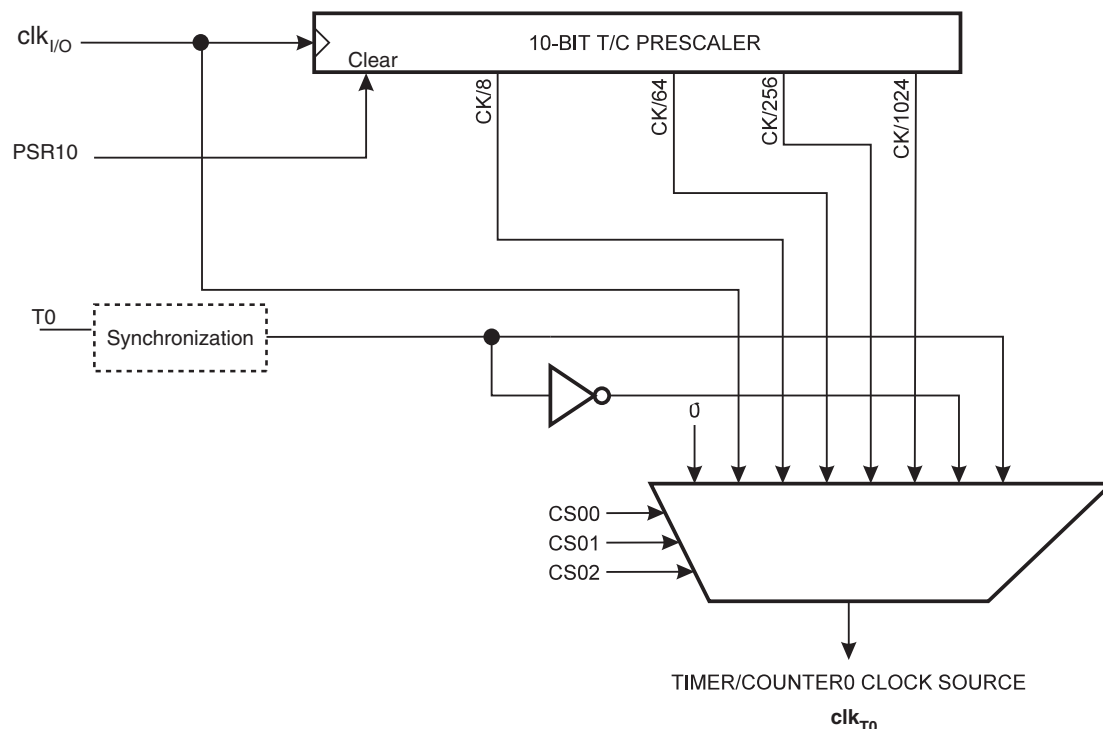 clkI/O
10-BIT T/C PRESCALER
Clear
CK/8
CK/64
CK/256
CK/1024
PSR10
T0
Synchronization
0
CS00
CS01
CS02
TIMER/COUNTER0 CLOCK SOURCE
clkT0